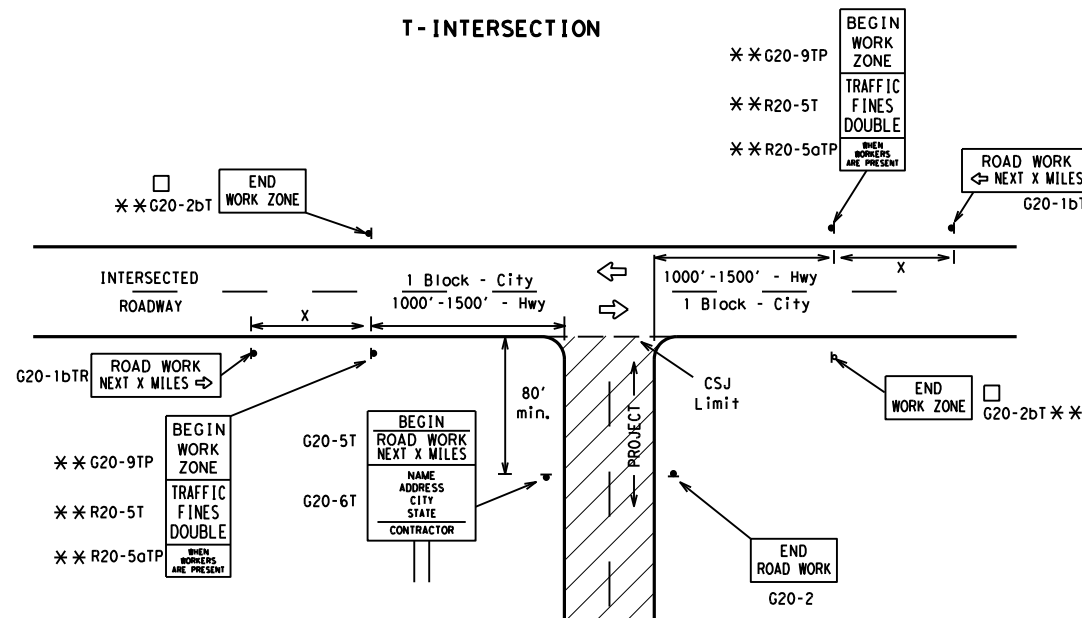 T-INTERSECTION
BEGIN
WORK
ZONE
TRAFFIC
FINES
DOUBLE
WHEN
WORKERS
ARE PRESENT
**G20-9TP
**R20-5T
**R20-5aTP
ROAD WORK
⇦ NEXT X MILES
G20-1bT
□
**G20-2bT
END
WORK ZONE
INTERSECTED
ROADWAY
1 Block - City
1000'-1500' - Hwy
X
1000'-1500' - Hwy
1 Block - City
X
G20-1bTR
ROAD WORK
NEXT X MILES ⇨
80'
min.
CSJ
Limit
PROJECT
END
WORK ZONE
□
G20-2bT **
**G20-9TP
**R20-5T
**R20-5aTP
BEGIN
WORK
ZONE
TRAFFIC
FINES
DOUBLE
WHEN
WORKERS
ARE PRESENT
G20-5T
G20-6T
BEGIN
ROAD WORK
NEXT X MILES
NAME
ADDRESS
CITY
STATE
CONTRACTOR
END
ROAD WORK
G20-2